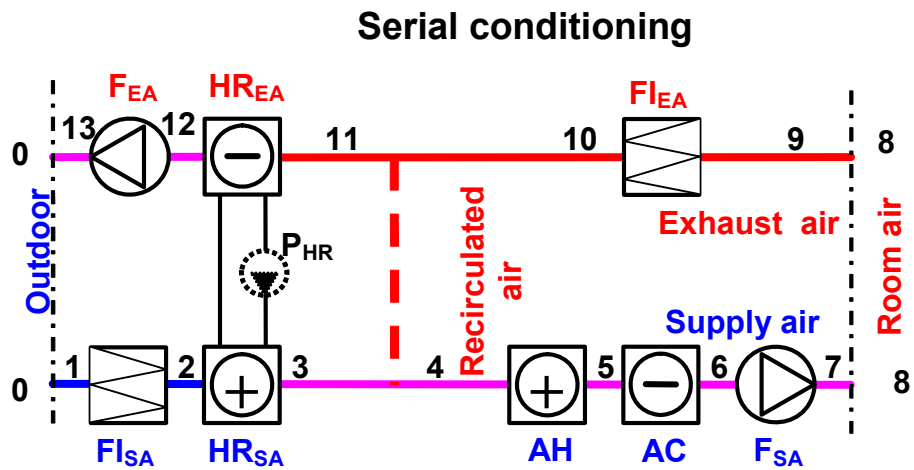 Serial conditioning
F_EA
HR_EA
FI_EA
13
12
11
10
9
0
8
Outdoor
P_HR
Recirculated
air
Exhaust air
Room air
Supply air
1
2
3
4
5
6
7
0
8
FI_SA
HR_SA
AH
AC
F_SA